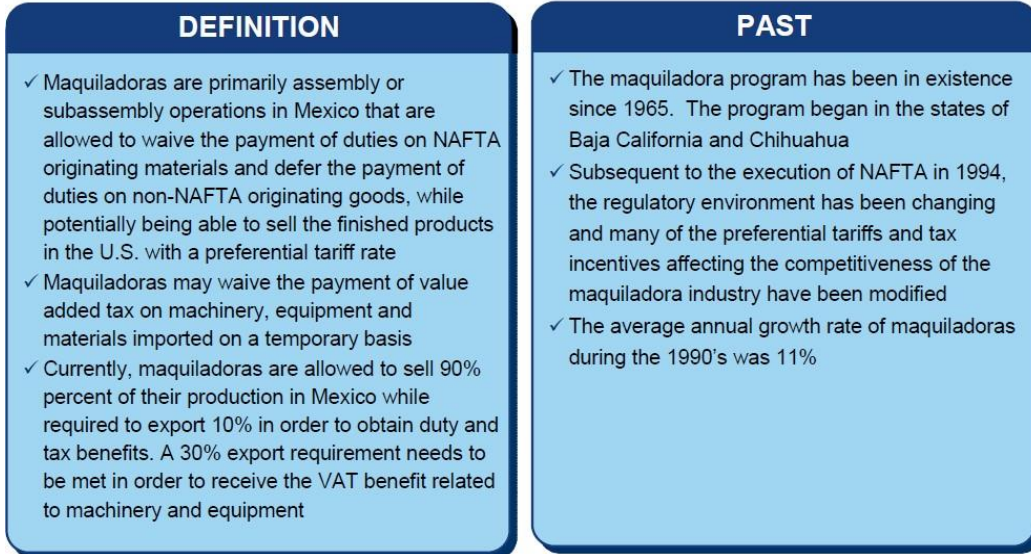 DEFINITION
✓ Maquiladoras are primarily assembly or
subassembly operations in Mexico that are
allowed to waive the payment of duties on NAFTA
originating materials and defer the payment of
duties on non-NAFTA originating goods, while
potentially being able to sell the finished products
in the U.S. with a preferential tariff rate
✓ Maquiladoras may waive the payment of value
added tax on machinery, equipment and
materials imported on a temporary basis
✓ Currently, maquiladoras are allowed to sell 90%
percent of their production in Mexico while
required to export 10% in order to obtain duty and
tax benefits. A 30% export requirement needs to
be met in order to receive the VAT benefit related
to machinery and equipment
PAST
✓ The maquiladora program has been in existence
since 1965.  The program began in the states of
Baja California and Chihuahua
✓ Subsequent to the execution of NAFTA in 1994,
the regulatory environment has been changing
and many of the preferential tariffs and tax
incentives affecting the competitiveness of the
maquiladora industry have been modified
✓ The average annual growth rate of maquiladoras
during the 1990's was 11%